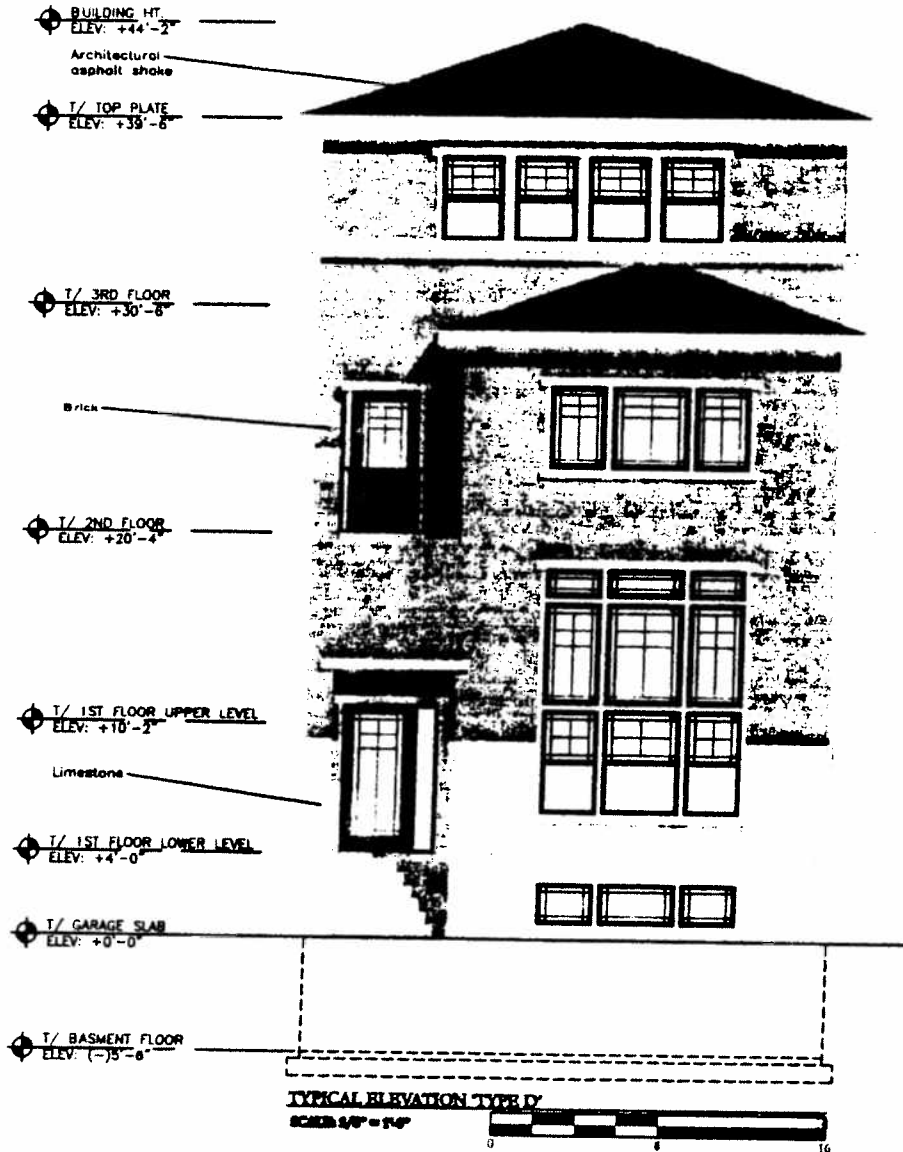 BUILDING HT.
ELEV: +44'-2"
Architectural
asphalt shake
T/ TOP PLATE
ELEV: +39'-6"
T/ 3RD FLOOR
ELEV: +30'-6"
Brick
T/ 2ND FLOOR
ELEV: +20'-4"
T/ 1ST FLOOR UPPER LEVEL
ELEV: +10'-2"
Limestone
T/ 1ST FLOOR LOWER LEVEL
ELEV: +4'-0"
T/ GARAGE SLAB
ELEV: +0'-0"
T/ BASMENT FLOOR
ELEV: (-)5'-6"
TYPICAL ELEVATION 'TYPE D'
0 8 16